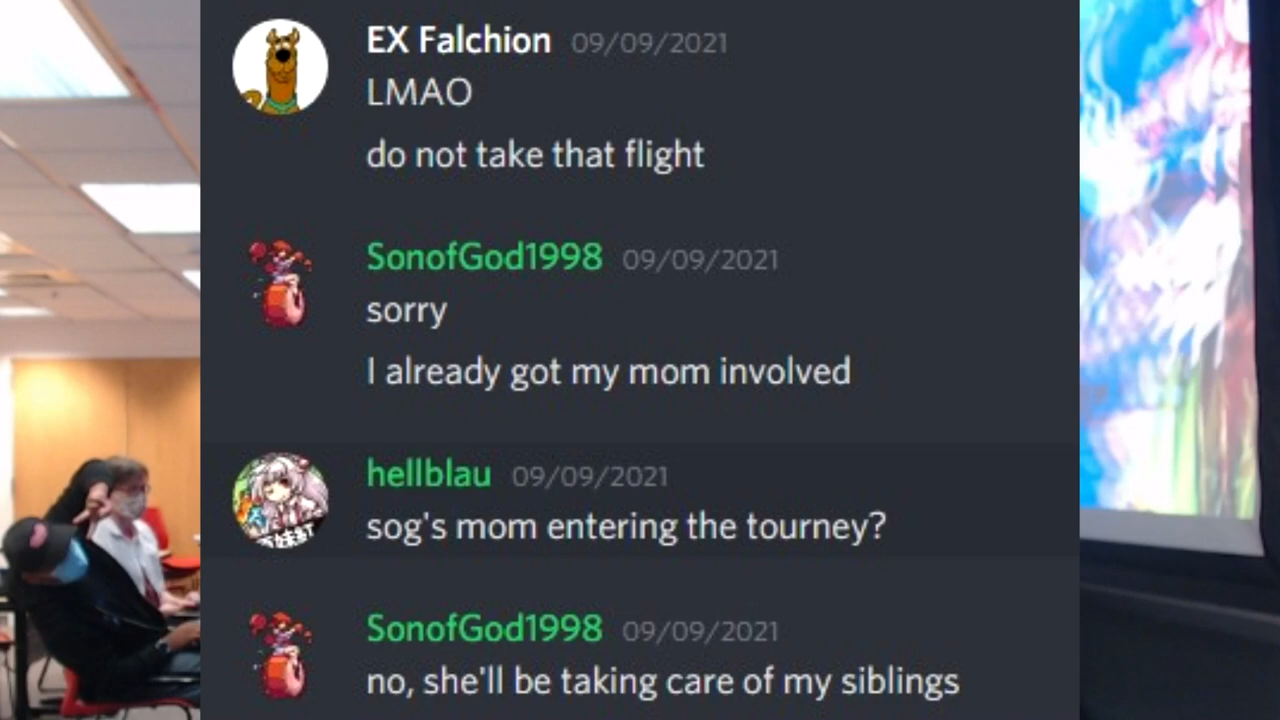 EX Falchion 09/09/2021
LMAO
do not take that flight
SonofGod1998 09/09/2021
sorry
I already got my mom involved
hellblau 09/09/2021
sog's mom entering the tourney?
SonofGod1998 09/09/2021
no, she'll be taking care of my siblings